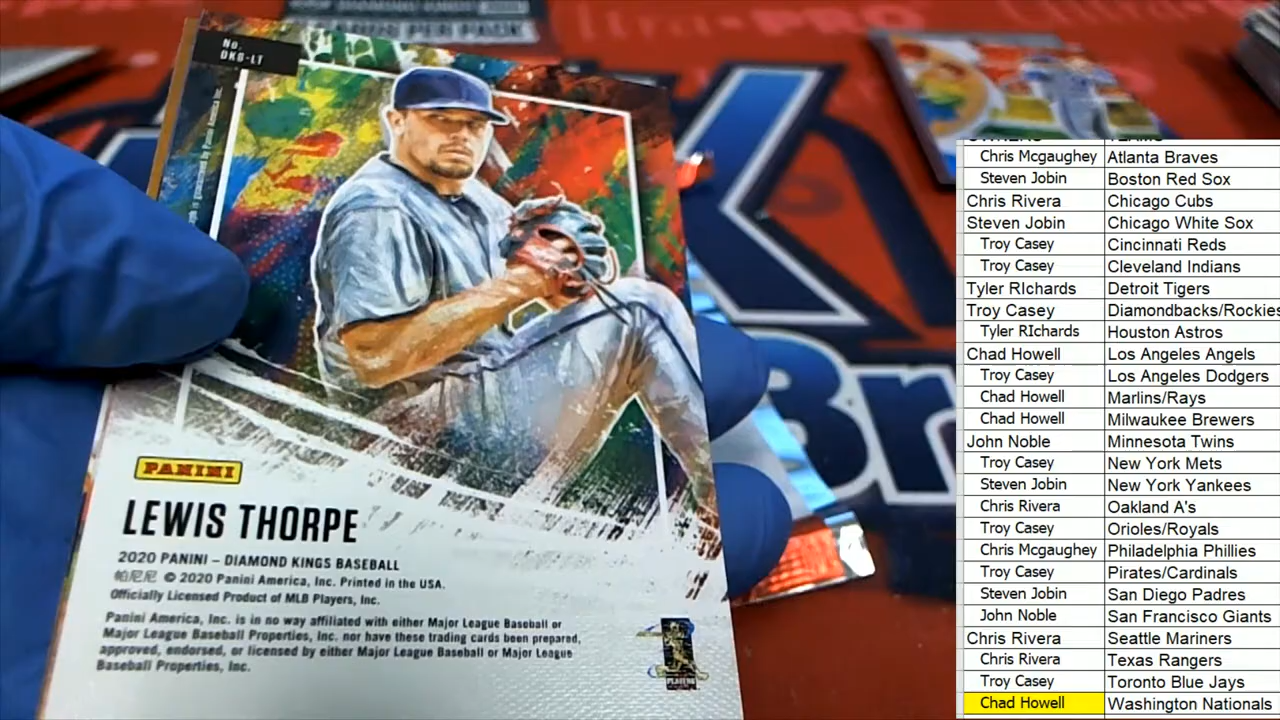 No.
DKS-LT
PER PACK
PANINI
LEWIS THORPE
2020 PANINI – DIAMOND KINGS BASEBALL
帕尼尼 © 2020 Panini America, Inc. Printed in the USA.
Officially Licensed Product of MLB Players, Inc.
Panini America, Inc. is in no way affiliated with either Major League Baseball or
Major League Baseball Properties, Inc. nor have these trading cards been prepared,
approved, endorsed, or licensed by either Major League Baseball or Major League
Baseball Properties, Inc.
OWNERS TEAMS
Chris Mcgaughey Atlanta Braves
Steven Jobin Boston Red Sox
Chris Rivera Chicago Cubs
Steven Jobin Chicago White Sox
Troy Casey Cincinnati Reds
Troy Casey Cleveland Indians
Tyler RIchards Detroit Tigers
Troy Casey Diamondbacks/Rockies
Tyler RIchards Houston Astros
Chad Howell Los Angeles Angels
Troy Casey Los Angeles Dodgers
Chad Howell Marlins/Rays
Chad Howell Milwaukee Brewers
John Noble Minnesota Twins
Troy Casey New York Mets
Steven Jobin New York Yankees
Chris Rivera Oakland A's
Troy Casey Orioles/Royals
Chris Mcgaughey Philadelphia Phillies
Troy Casey Pirates/Cardinals
Steven Jobin San Diego Padres
John Noble San Francisco Giants
Chris Rivera Seattle Mariners
Chris Rivera Texas Rangers
Troy Casey Toronto Blue Jays
Chad Howell Washington Nationals